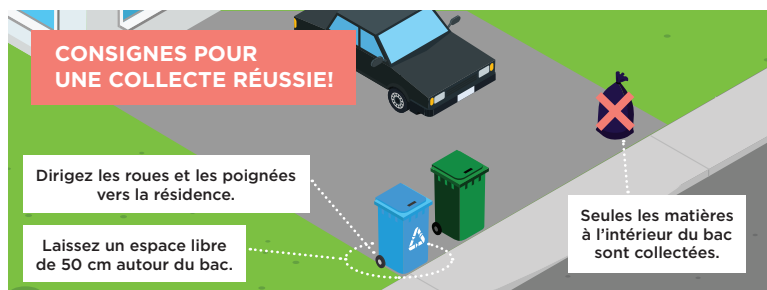 CONSIGNES POUR
UNE COLLECTE RÉUSSIE!
Dirigez les roues et les poignées
vers la résidence.
Laissez un espace libre
de 50 cm autour du bac.
Seules les matières
à l'intérieur du bac
sont collectées.